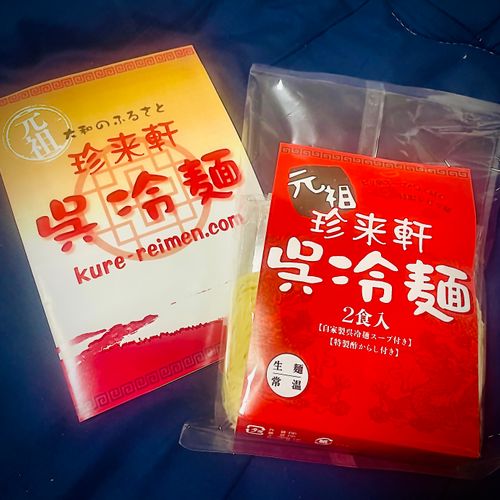 元祖
大和のふるさと
珍来軒
呉冷麺
kure-reimen.com
元祖
珍来軒
呉冷麺
2食入
【自家製呉冷麺スープ付き】
【特製酢からし付き】
生麺
常温